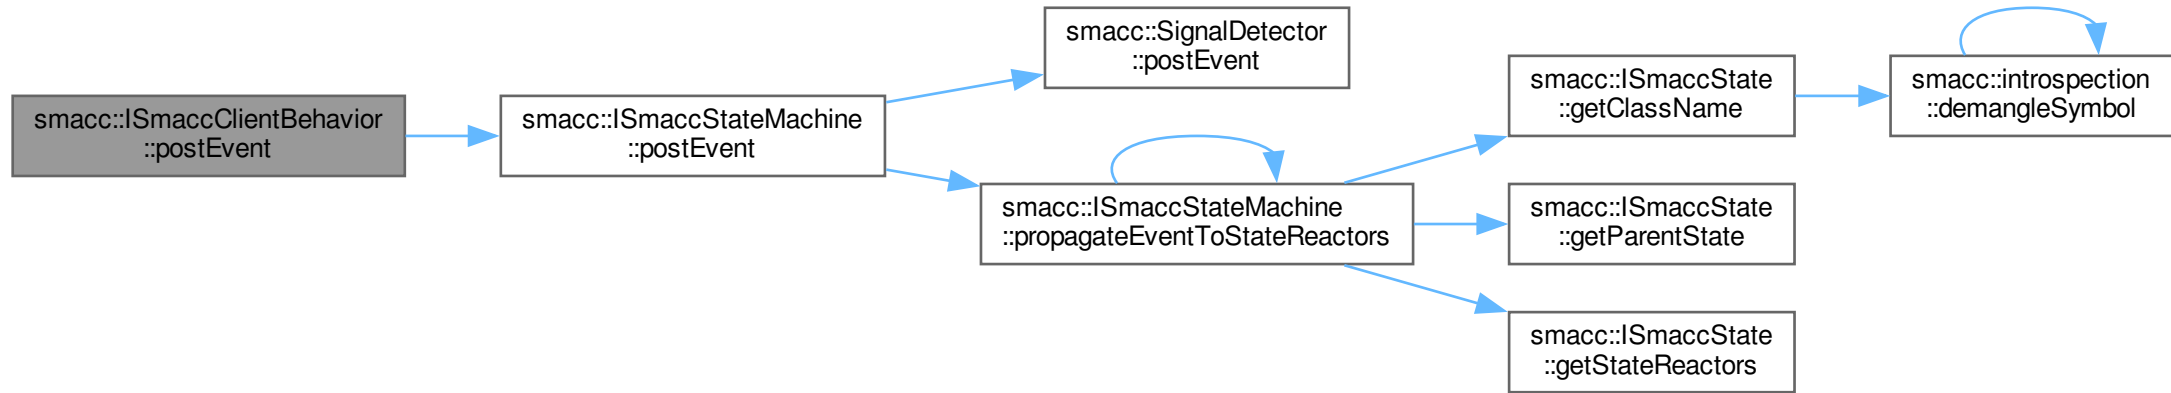 smacc::ISmaccClientBehavior
::postEvent
smacc::ISmaccStateMachine
::postEvent
smacc::SignalDetector
::postEvent
smacc::ISmaccStateMachine
::propagateEventToStateReactors
smacc::ISmaccState
::getClassName
smacc::introspection
::demangleSymbol
smacc::ISmaccState
::getParentState
smacc::ISmaccState
::getStateReactors